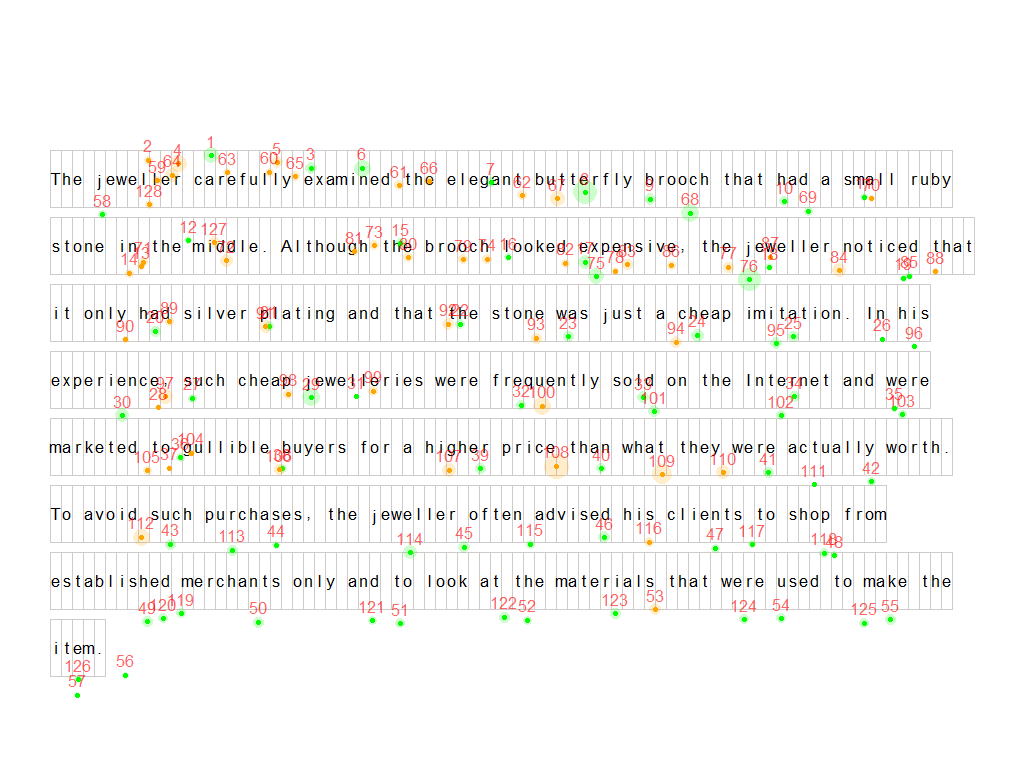 The jeweller carefully examined the elegant butterfly brooch that had a small ruby
stone in the middle. Although the brooch looked expensive, the jeweller noticed that
it only had silver plating and that the stone was just a cheap imitation. In his
experience, such cheap jewelleries were frequently sold on the Internet and were
marketed to gullible buyers for a higher price than what they were actually worth.
To avoid such purchases, the jeweller often advised his clients to shop from
established merchants only and to look at the materials that were used to make the
item.